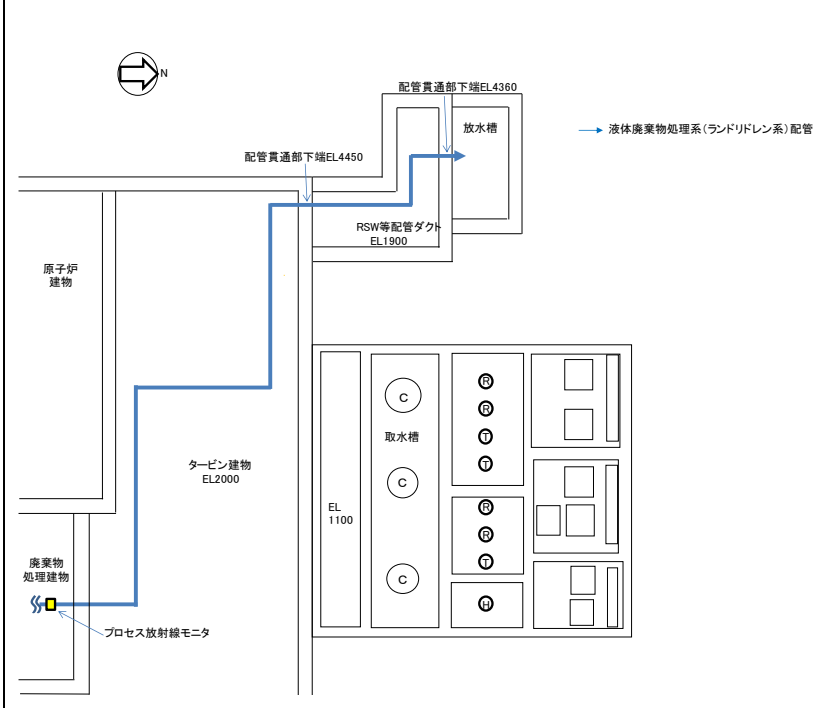 N
配管貫通部下端EL4360
放水槽
液体廃棄物処理系(ランドリドレン系)配管
配管貫通部下端EL4450
RSW等配管ダクト
EL1900
原子炉
建物
C
R
R
取水槽
T
T
タービン建物
EL2000
C
EL
1100
R
R
T
廃棄物
処理建物
C
H
プロセス放射線モニタ